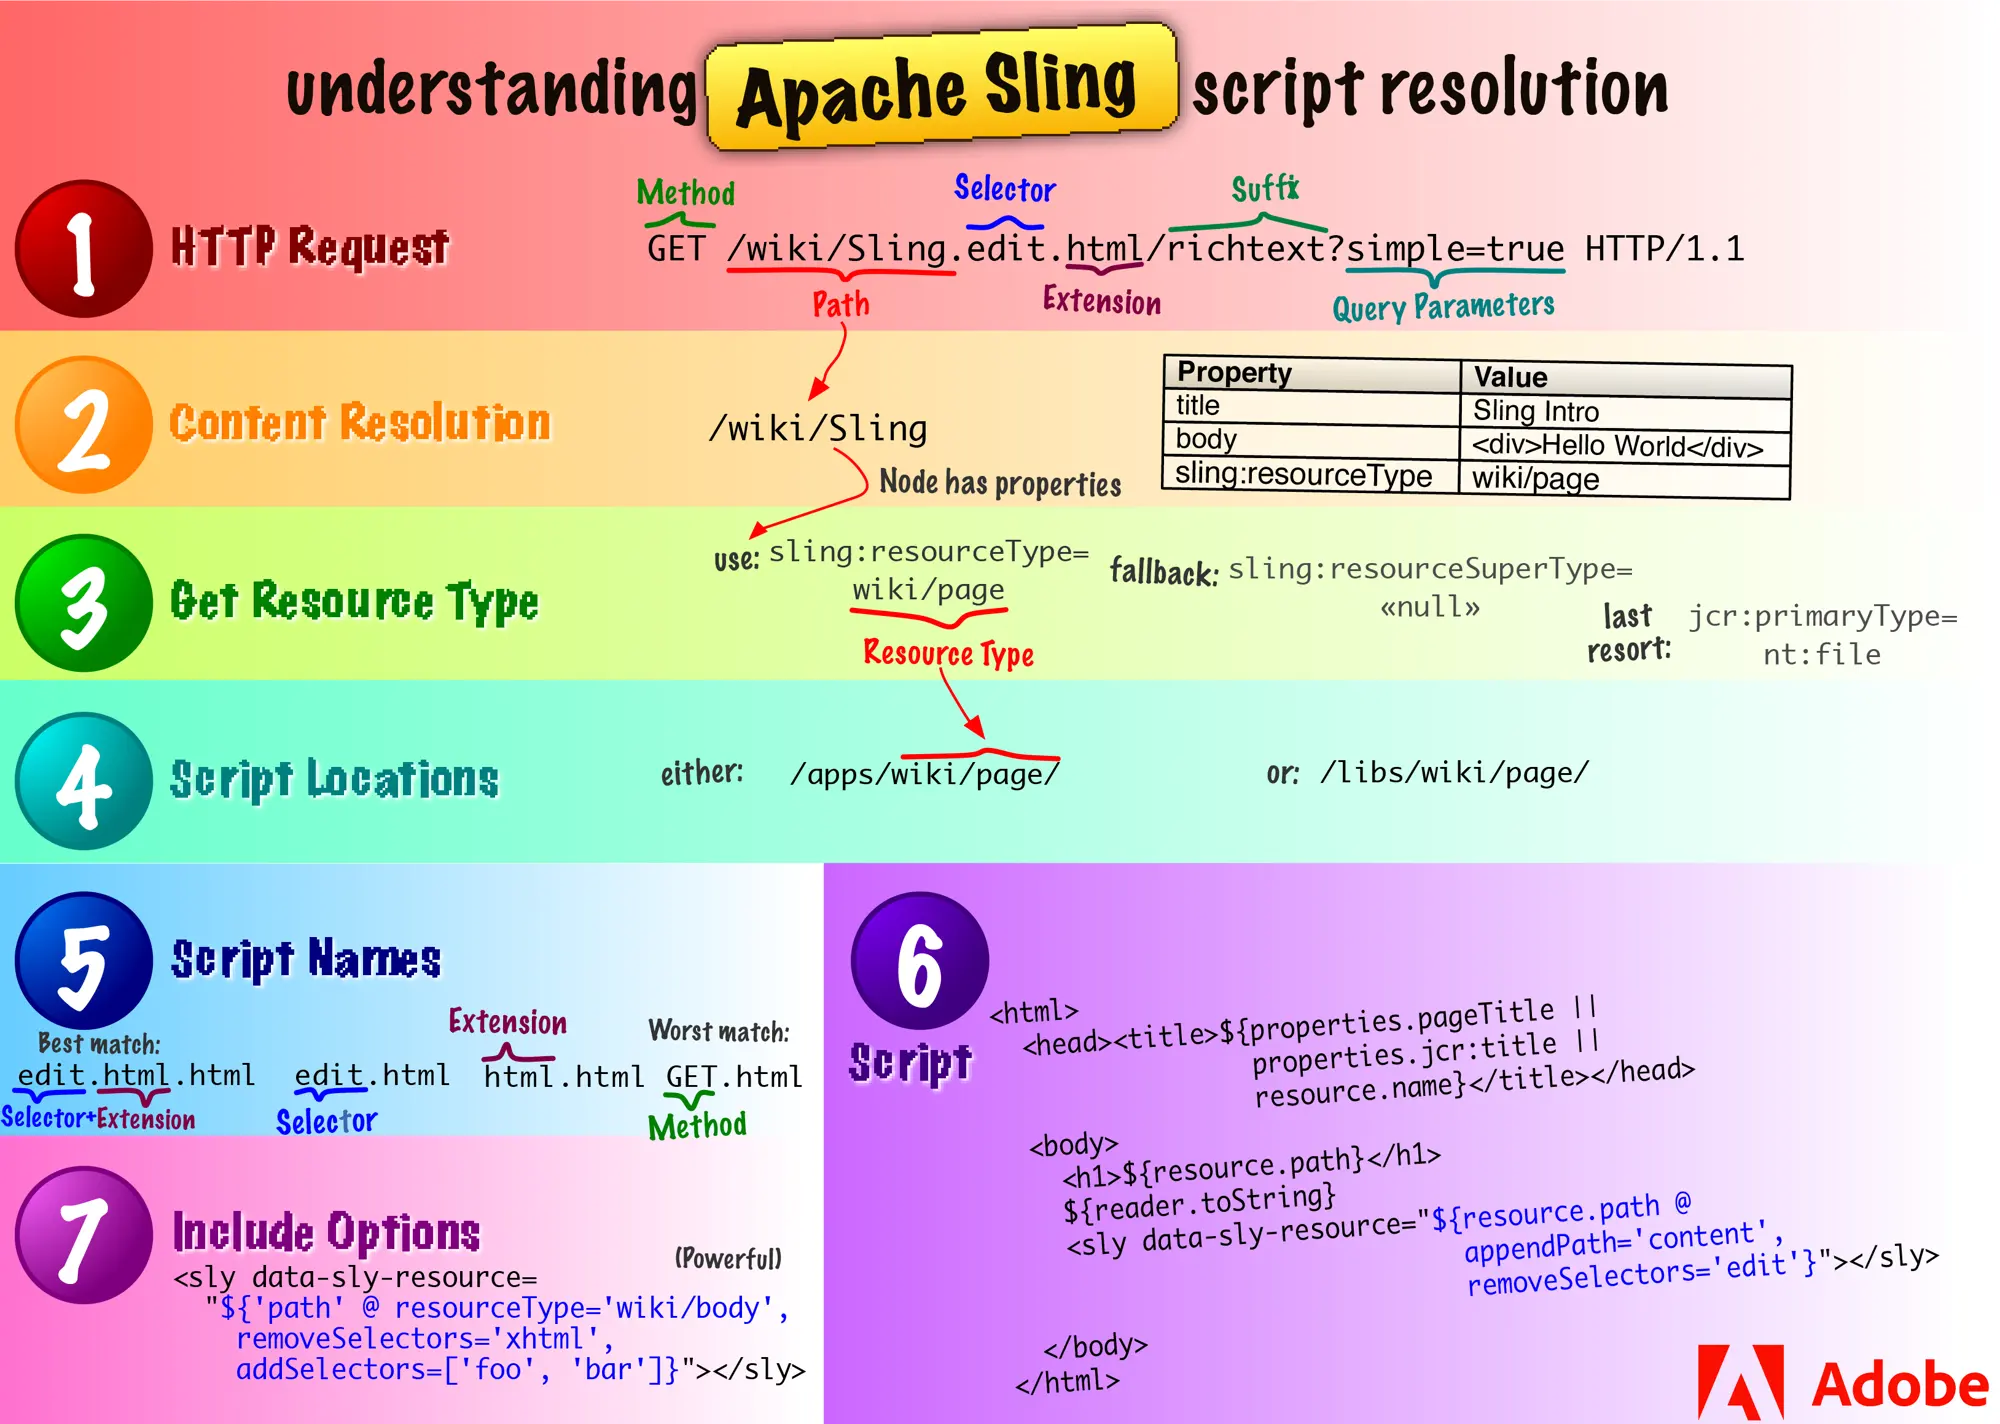 understanding Apache Sling script resolution
1 HTTP Request
Method Selector Suffix
GET /wiki/Sling.edit.html/richtext?simple=true HTTP/1.1
Path Extension Query Parameters
2 Content Resolution
/wiki/Sling
Node has properties
Property Value
title Sling Intro
body <div>Hello World</div>
sling:resourceType wiki/page
3 Get Resource Type
use: sling:resourceType=
wiki/page
Resource Type
fallback: sling:resourceSuperType=
«null»
last resort: jcr:primaryType=
nt:file
4 Script Locations
either: /apps/wiki/page/ or: /libs/wiki/page/
5 Script Names
Best match: Extension Worst match:
edit.html.html edit.html html.html GET.html
Selector+Extension Selector Method
6 Script
<html>
<head><title>${properties.pageTitle ||
properties.jcr:title ||
resource.name}</title></head>
<body>
<h1>${resource.path}</h1>
${reader.toString}
<sly data-sly-resource="${resource.path @
appendPath='content',
removeSelectors='edit'}"></sly>
</body>
</html>
7 Include Options
(Powerful)
<sly data-sly-resource=
"${'path' @ resourceType='wiki/body',
removeSelectors='xhtml',
addSelectors=['foo', 'bar']}"></sly>
Adobe